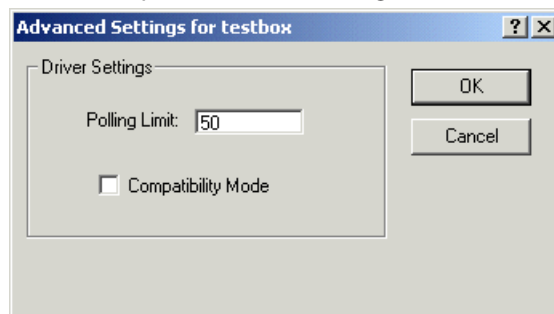 Advanced Settings for testbox
Driver Settings
Polling Limit: 50
Compatibility Mode
OK
Cancel